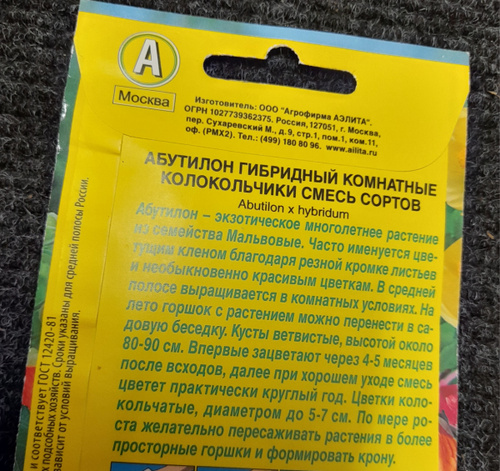 А
Москва
Изготовитель: ООО "Агрофирма АЭЛИТА".
ОГРН 1027739362375. Россия,127051, г. Москва,
пер. Сухаревский М., д.9, стр.1, пом.1, ком.11,
оф. (РМХ2). Тел.: (499) 180 80 96. www.ailita.ru
АБУТИЛОН ГИБРИДНЫЙ КОМНАТНЫЕ
КОЛОКОЛЬЧИКИ СМЕСЬ СОРТОВ
Abutilon x hybridum
Абутилон – экзотическое многолетнее растение
из семейства Мальвовые. Часто именуется цве-
тущим кленом благодаря резной кромке листьев
и необыкновенно красивым цветкам. В средней
полосе выращивается в комнатных условиях. На
лето горшок с растением можно перенести в са-
довую беседку. Кусты ветвистые, высотой около
80-90 см. Впервые зацветают через 4-5 месяцев
после всходов, далее при хорошем уходе смесь
цветет практически круглый год. Цветки коло-
кольчатые, диаметром до 5-7 см. По мере рос-
та желательно пересаживать растения в более
просторные горшки и формировать крону.
и соответствует ГОСТ 12420-81
х подсобных хозяйств. Сроки указаны для средней полосы России.
зависит от условий выращивания.